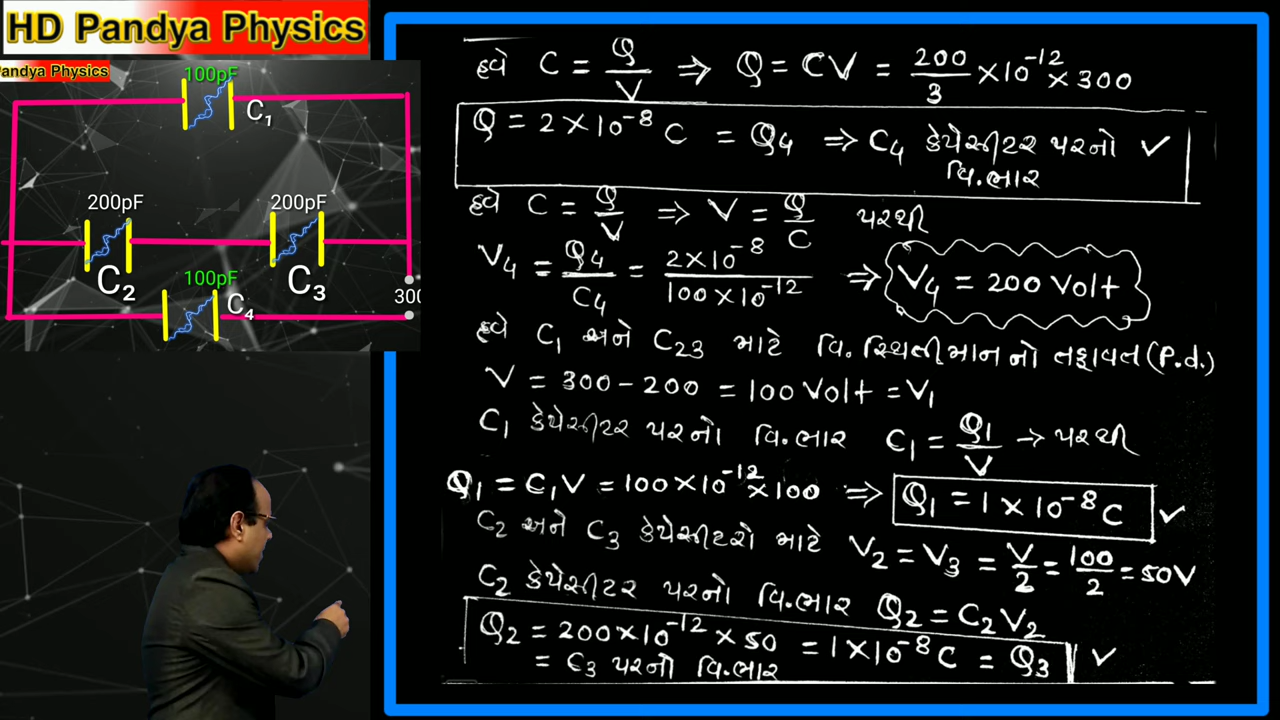 HD Pandya Physics
Pandya Physics
100pF
C₁
200pF
200pF
C₂
C₃
100pF
C₄
300
હવે C = Q/V ⇒ Q = CV = 200/3 × 10⁻¹² × 300
Q = 2 × 10⁻⁸ C = Q₄ ⇒ C₄ કેપેસીટર પરનો ✓
વિ.ભાર
હવે C = Q/V ⇒ V = Q/C પરથી
V₄ = Q₄/C₄ = 2×10⁻⁸/100×10⁻¹² ⇒ V₄ = 200 Volt
હવે C₁ અને C₂₃ માટે વિ. સ્થિતીમાન નો તફાવત (P.d.)
V = 300 - 200 = 100 Volt = V₁
C₁ કેપેસીટર પરનો વિ.ભાર C₁ = Q₁/V → પરથી
Q₁ = C₁V = 100×10⁻¹² × 100 ⇒ Q₁ = 1 × 10⁻⁸ C ✓
C₂ અને C₃ કેપેસીટરો માટે V₂ = V₃ = V/2 = 100/2 = 50V
C₂ કેપેસીટર પરનો વિ.ભાર Q₂ = C₂V₂
Q₂ = 200×10⁻¹² × 50 = 1×10⁻⁸ C = Q₃ ✓
= C₃ પરનો વિ.ભાર